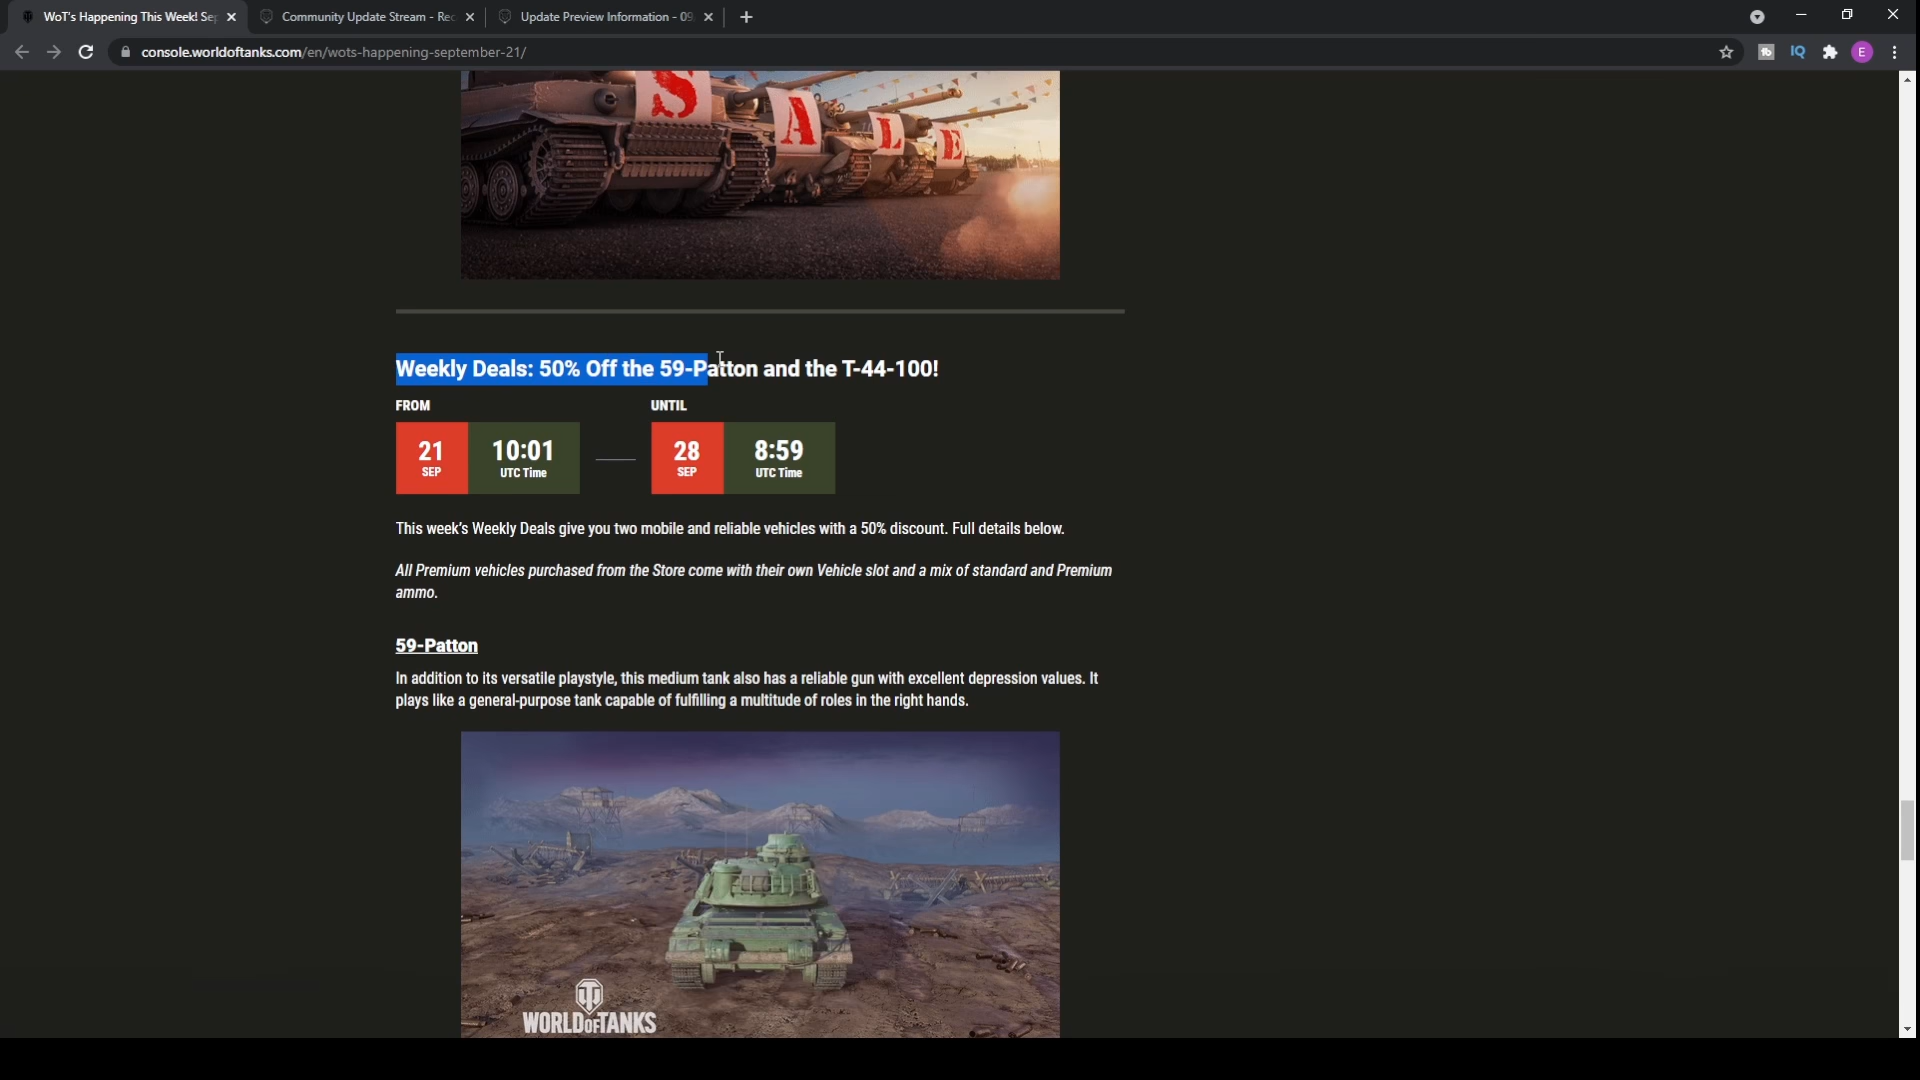 WoT's Happening This Week! Sep
Community Update Stream - Rec
Update Preview Information - 09
console.worldoftanks.com/en/wots-happening-september-21/
IQ
E
S A L E
Weekly Deals: 50% Off the 59-Patton and the T-44-100!
FROM UNTIL
21 10:01 28 8:59
SEP UTC Time SEP UTC Time
This week's Weekly Deals give you two mobile and reliable vehicles with a 50% discount. Full details below.
All Premium vehicles purchased from the Store come with their own Vehicle slot and a mix of standard and Premium
ammo.
59-Patton
In addition to its versatile playstyle, this medium tank also has a reliable gun with excellent depression values. It
plays like a general-purpose tank capable of fulfilling a multitude of roles in the right hands.
WORLD OF TANKS